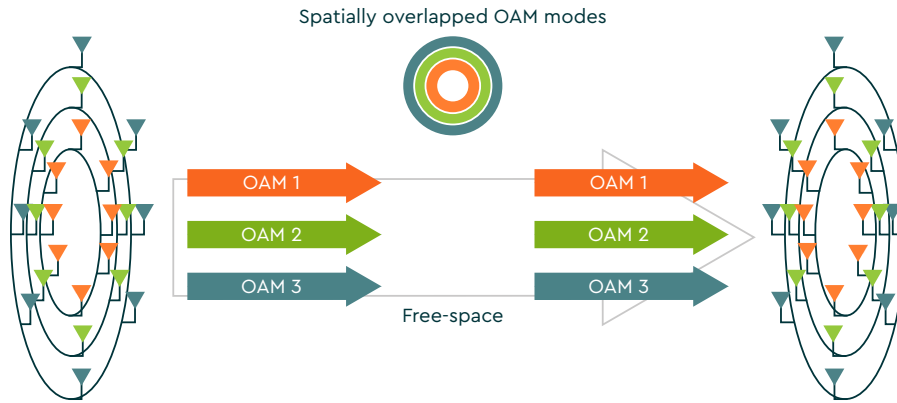 Spatially overlapped OAM modes
OAM 1
OAM 1
OAM 2
OAM 2
OAM 3
OAM 3
Free-space